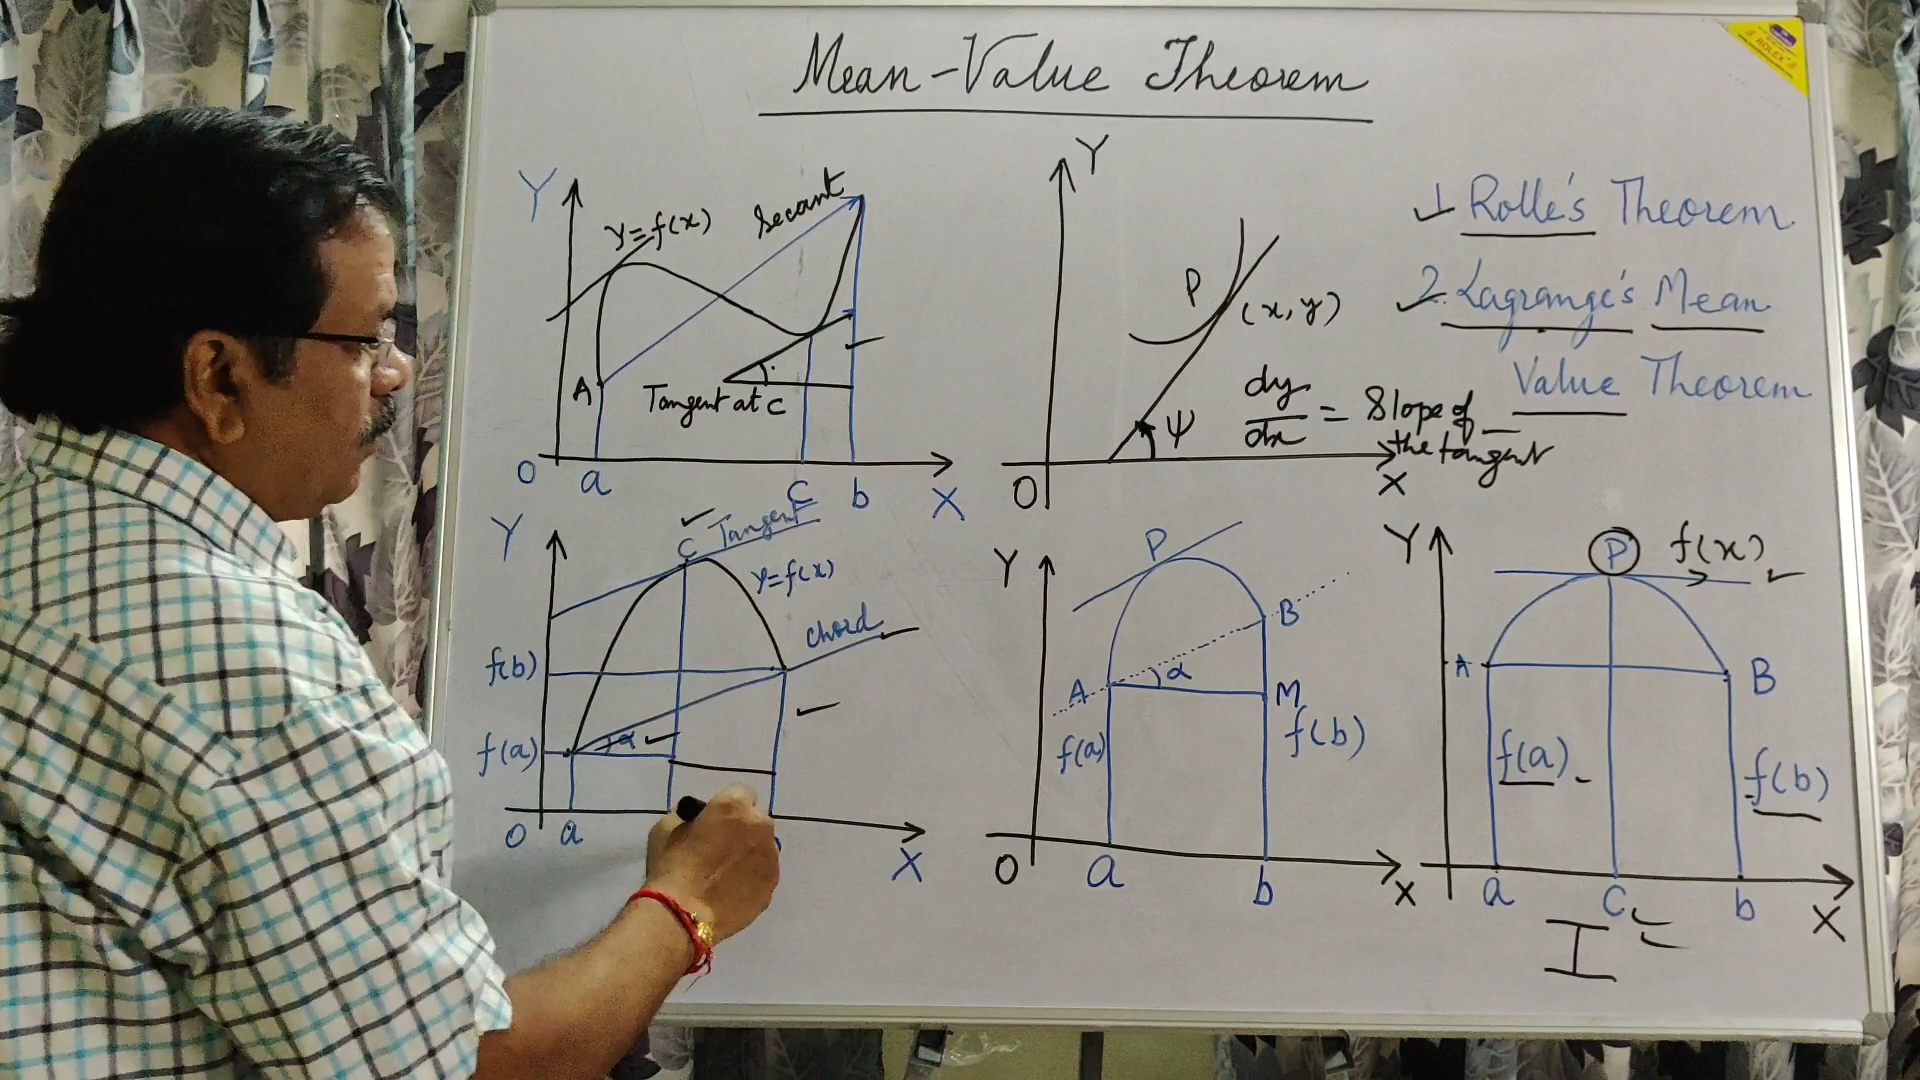 Mean-Value Theorem
Y
y=f(x)
Secant
A
Tangent at c
O
a
c
b
X
Y
P
(x, y)
ψ
dy/dx = Slope of
the tangent
O
X
1 Rolle's Theorem
2. Lagrange's Mean
Value Theorem
Y
C
Tangent
y=f(x)
f(b)
chord
f(a)
α
O
a
X
Y
P
B
A
α
M
f(a)
f(b)
O
a
b
X
Y
P
f(x)
A
B
f(a)
f(b)
a
C
b
X
I
ROLEX